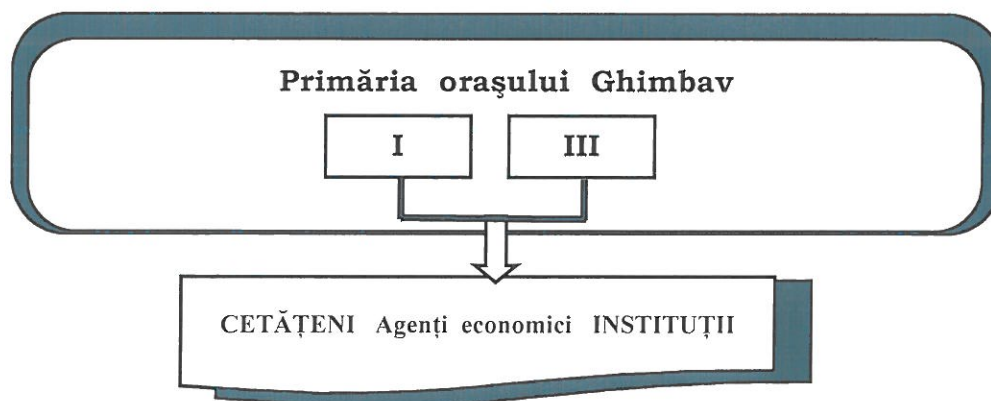 Primăria oraşului Ghimbav
I III
CETĂȚENI Agenți economici INSTITUȚII